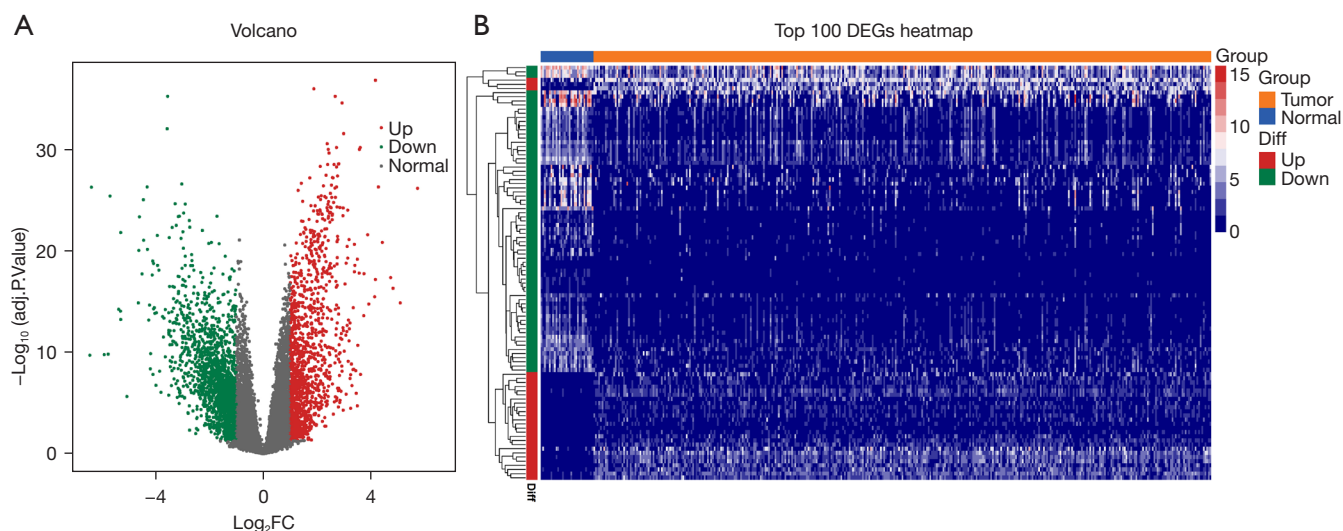 A
Volcano
Up
Down
Normal
30
20
10
0
−4
0
4
−Log₁₀ (adj.P.Value)
Log₂FC
B
Top 100 DEGs heatmap
Group
15
10
5
0
Group
Tumor
Normal
Diff
Up
Down
Diff